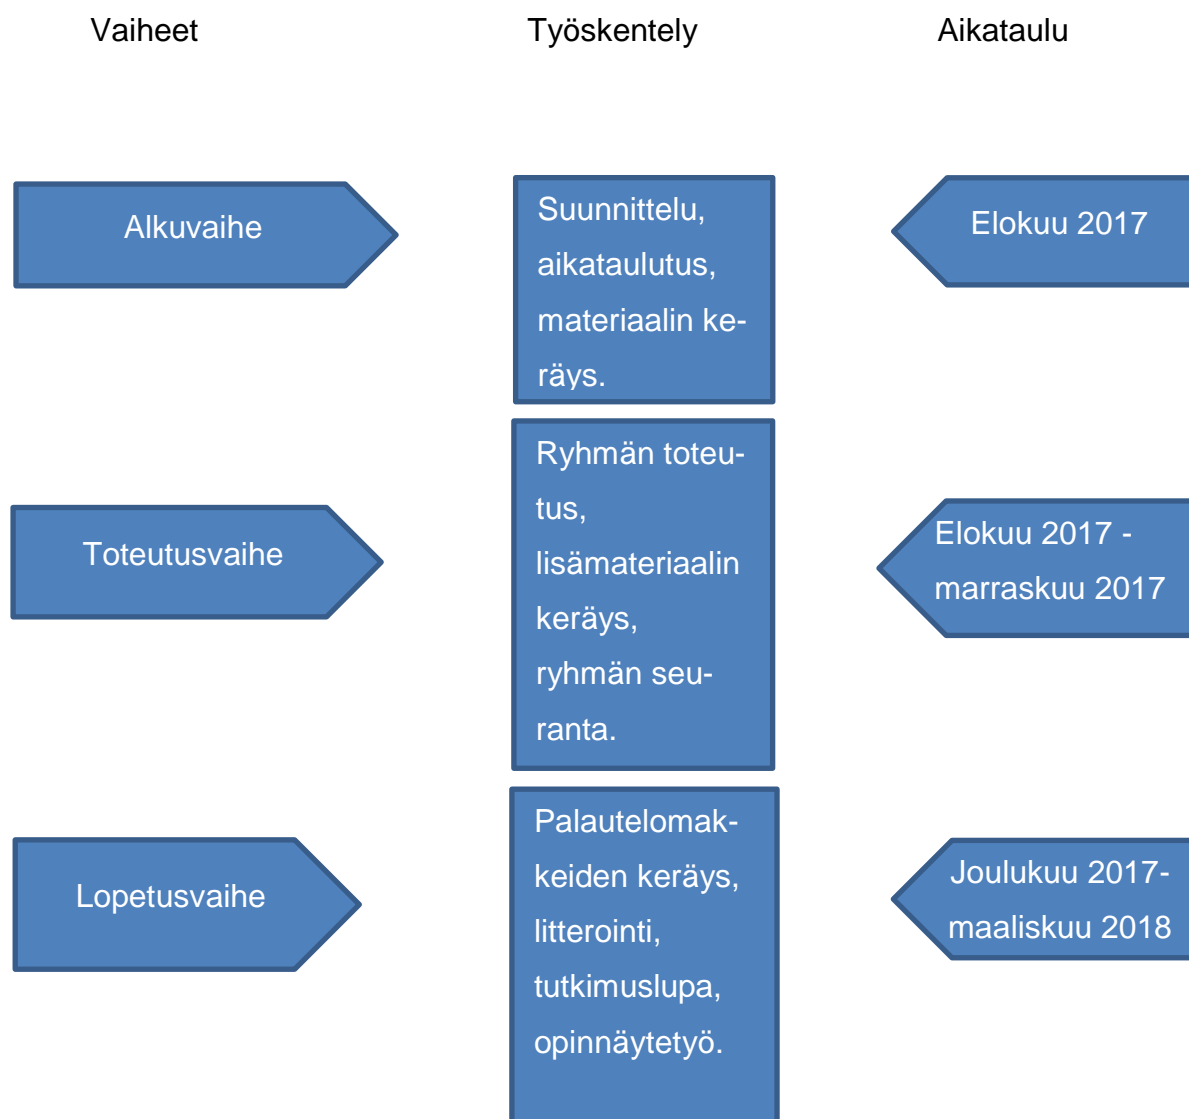 Vaiheet Työskentely Aikataulu
Alkuvaihe
Suunnittelu,
aikataulutus,
materiaalin ke-
räys.
Elokuu 2017
Toteutusvaihe
Ryhmän toteu-
tus,
lisämateriaalin
keräys,
ryhmän seu-
ranta.
Elokuu 2017 -
marraskuu 2017
Lopetusvaihe
Palautelomak-
keiden keräys,
litterointi,
tutkimuslupa,
opinnäytetyö.
Joulukuu 2017-
maaliskuu 2018